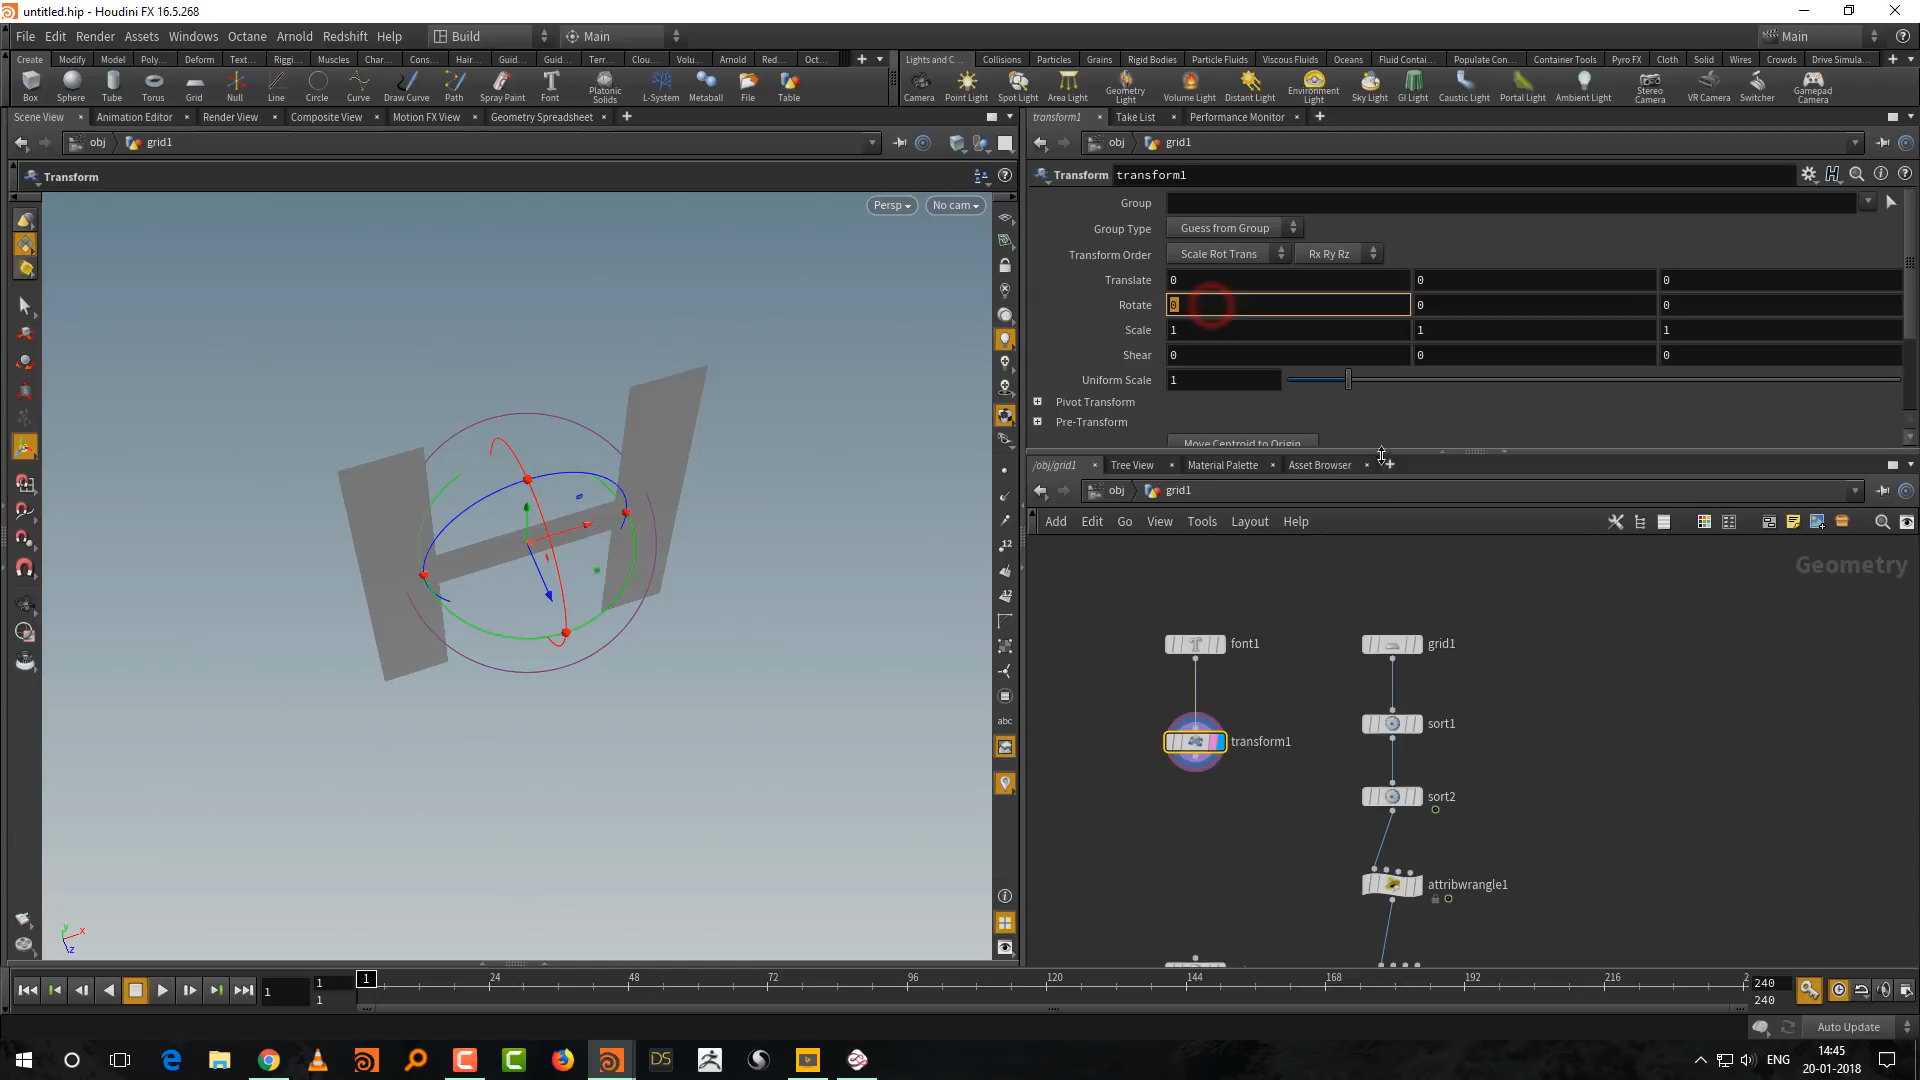 untitled.hip - Houdini FX 16.5.268
File Edit Render Assets Windows Octane Arnold Redshift Help Build Main Main
Create Modify Model Poly... Deform Text... Riggi... Muscles Char... Cons... Hair... Guid... Guid... Terr... Clou... Volu... Arnold Red... Oct...
Lights and C... Collisions Particles Grains Rigid Bodies Particle Fluids Viscous Fluids Oceans Fluid Contai... Populate Con... Container Tools Pyro FX Cloth Solid Wires Crowds Drive Simula...
Box Sphere Tube Torus Grid Null Line Circle Curve Draw Curve Path Spray Paint Font Platonic Solids L-System Metaball File Table
Camera Point Light Spot Light Area Light Geometry Light Volume Light Distant Light Environment Light Sky Light GI Light Caustic Light Portal Light Ambient Light Stereo Camera VR Camera Switcher Gamepad Camera
Scene View Animation Editor Render View Composite View Motion FX View Geometry Spreadsheet
transform1 Take List Performance Monitor
obj grid1
obj grid1
Transform
Transform transform1
Persp No cam
Group
Group Type Guess from Group
Transform Order Scale Rot Trans Rx Ry Rz
Translate 0 0 0
Rotate 0 0 0
Scale 1 1 1
Shear 0 0 0
Uniform Scale 1
Pivot Transform
Pre-Transform
Move Centroid to Origin
/obj/grid1 Tree View Material Palette Asset Browser
obj grid1
Add Edit Go View Tools Layout Help
Geometry
font1
grid1
sort1
transform1
sort2
attribwrangle1
12
12
abc
y x
z
1 1 1 1 24 48 72 96 120 144 168 192 216 2 240
240
Auto Update
DS
ENG
14:45
20-01-2018